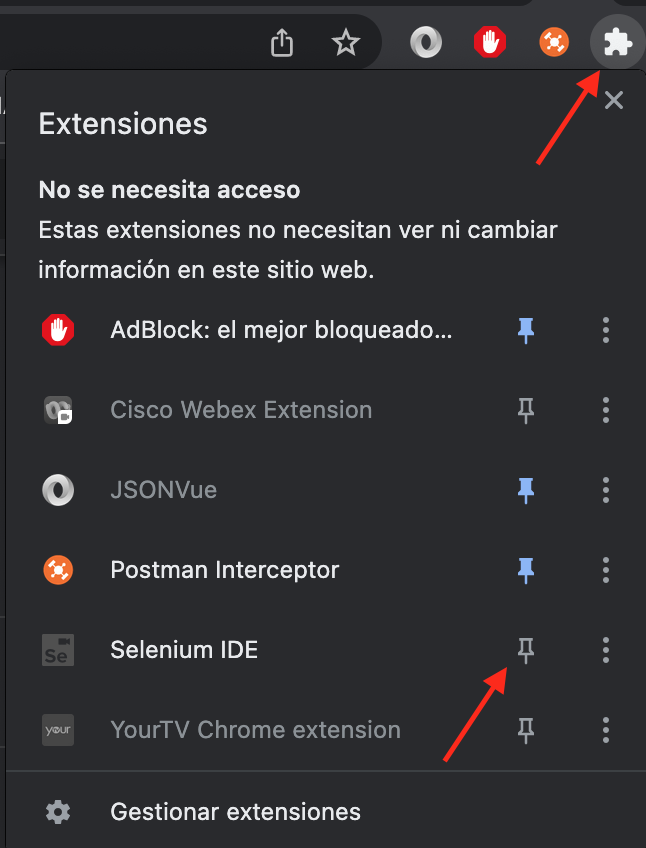 Extensiones
No se necesita acceso
Estas extensiones no necesitan ver ni cambiar
información en este sitio web.
AdBlock: el mejor bloqueado...
Cisco Webex Extension
JSONVue
Postman Interceptor
Se
Selenium IDE
your
YourTV Chrome extension
Gestionar extensiones